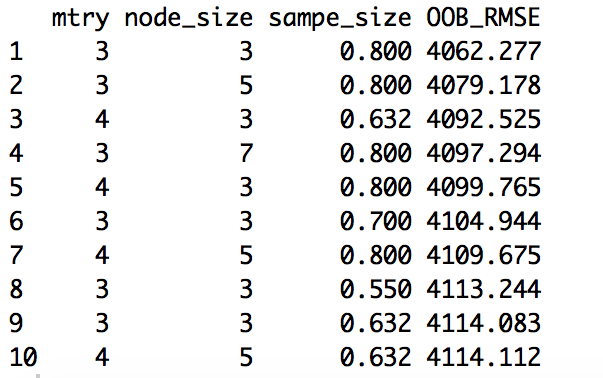 mtry node_size sampe_size OOB_RMSE
1 3 3 0.800 4062.277
2 3 5 0.800 4079.178
3 4 3 0.632 4092.525
4 3 7 0.800 4097.294
5 4 3 0.800 4099.765
6 3 3 0.700 4104.944
7 4 5 0.800 4109.675
8 3 3 0.550 4113.244
9 3 3 0.632 4114.083
10 4 5 0.632 4114.112